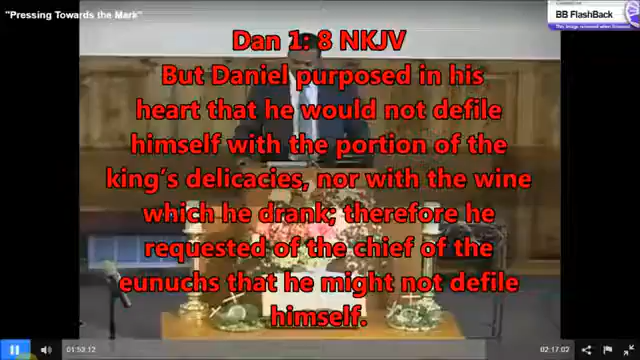 "Pressing Towards the Mark"
BB FlashBack
Dan 1: 8 NKJV
But Daniel purposed in his
heart that he would not defile
himself with the portion of the
king's delicacies, nor with the wine
which he drank; therefore he
requested of the chief of the
eunuchs that he might not defile
himself.
01:53:12
02:17:02